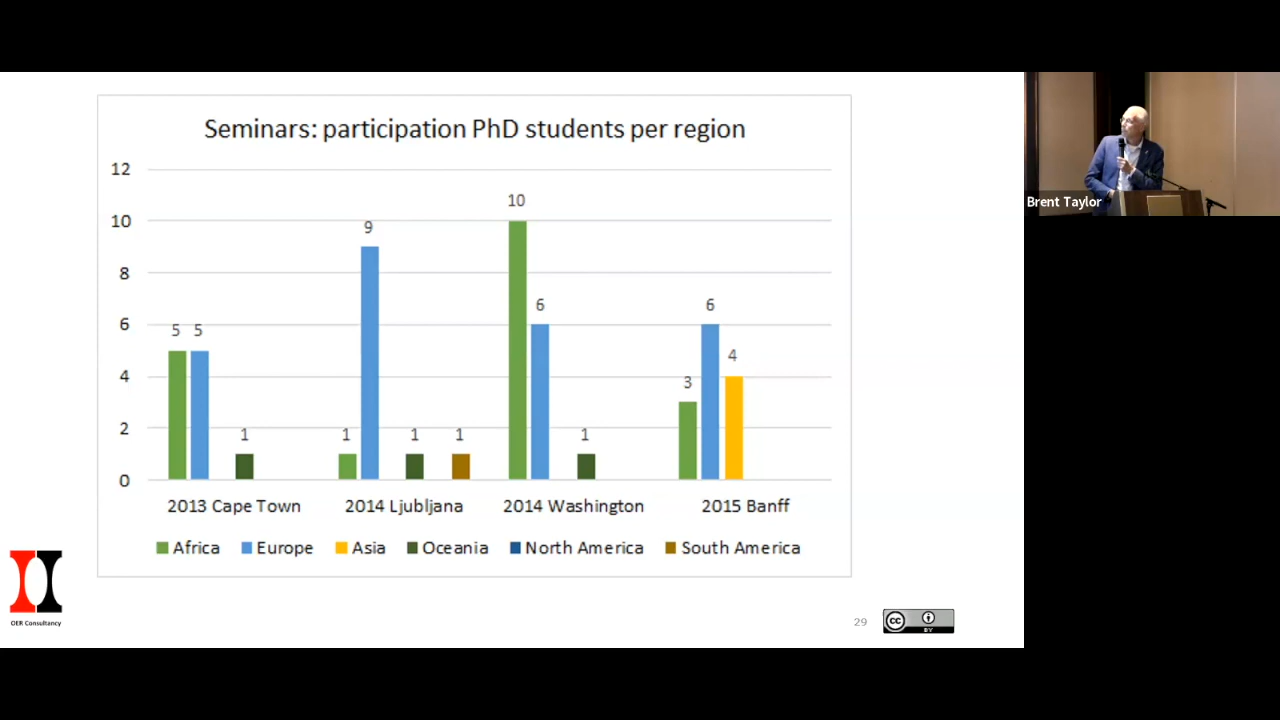 Seminars: participation PhD students per region
12
10
8
6
4
2
0
5 5 1
1 9 1 1
10 6 1
3 6 4
2013 Cape Town 2014 Ljubljana 2014 Washington 2015 Banff
Africa Europe Asia Oceania North America South America
OER Consultancy
29
cc
BY
Brent Taylor